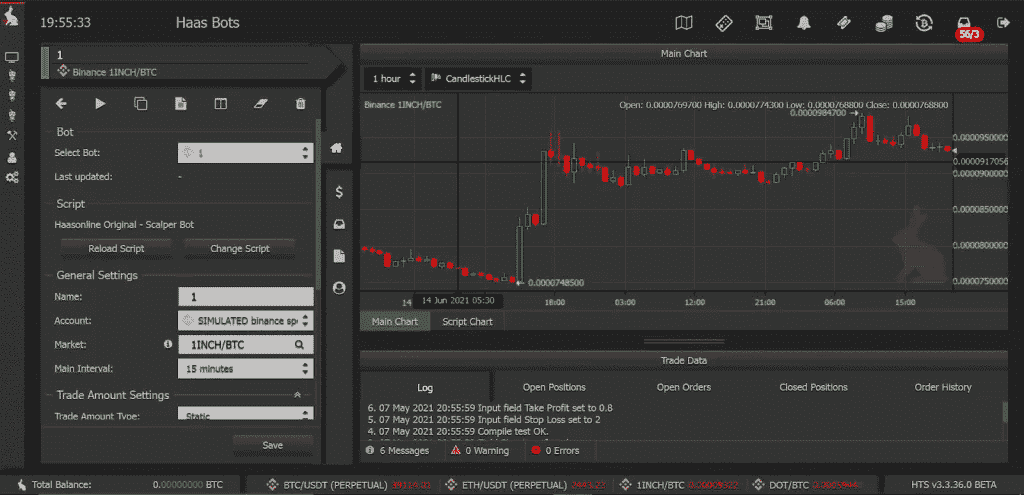 19:55:33
Haas Bots
56/3
1
Binance 1INCH/BTC
Bot
Select Bot:
1
Last updated:
-
Script
Haasonline Original - Scalper Bot
Reload Script
Change Script
General Settings
Name:
1
Account:
SIMULATED binance sp
Market:
1INCH/BTC
Main Interval:
15 minutes
Trade Amount Settings
Trade Amount Type:
Static
Save
Main Chart
1 hour
CandlestickHLC
Binance 1INCH/BTC
Open: 0.0000769700 High: 0.0000774300 Low: 0.0000768800 Close: 0.0000768800
0.0000984700
0.0000950000
0.0000917056
0.0000900000
0.0000850000
0.0000800000
0.0000750000
0.0000748500
14
14 Jun 2021 05:30
18:00
03:00
12:00
21:00
06:00
15:00
Main Chart
Script Chart
Trade Data
Log
Open Positions
Open Orders
Closed Positions
Order History
6. 07 May 2021 20:55:59 Input field Take Profit set to 0.8
5. 07 May 2021 20:55:59 Input field Stop Loss set to 2
4. 07 May 2021 20:55:59 Compile test OK.
6 Messages
0 Warning
0 Errors
Total Balance:
0.00000000 BTC
BTC/USDT (PERPETUAL)
ETH/USDT (PERPETUAL)
1INCH/BTC
DOT/BTC
HTS v3.3.36.0 BETA